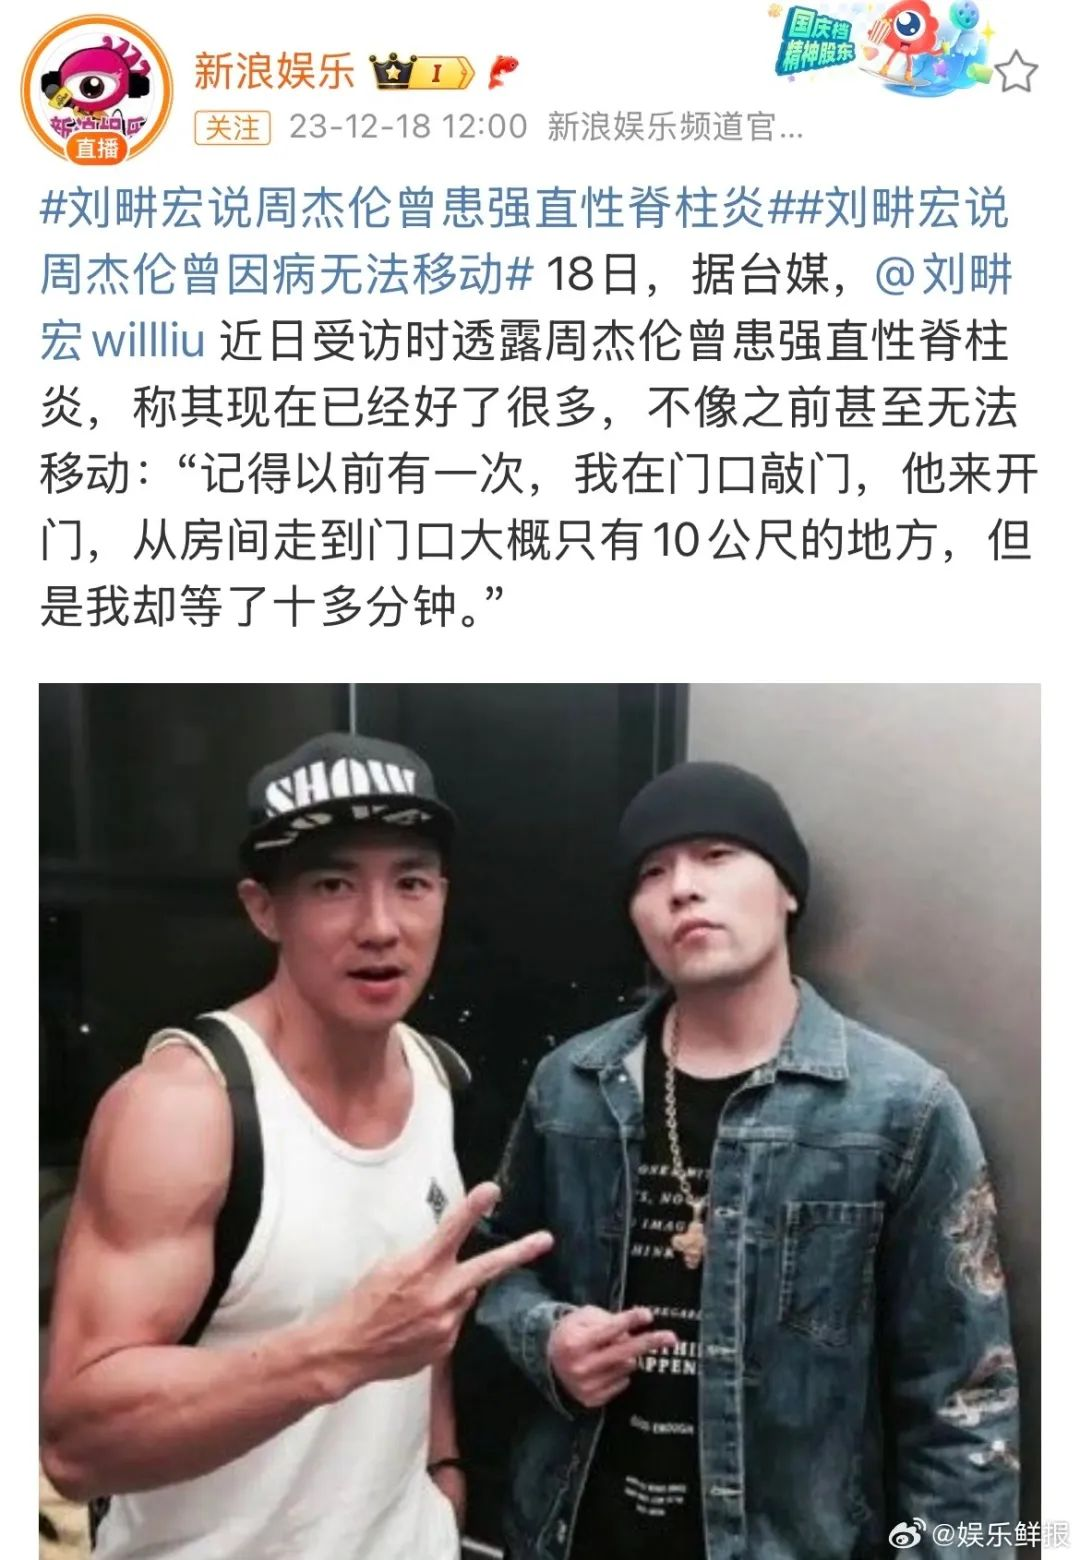 国庆档
精神股东
新浪娱乐
I
直播
关注 23-12-18 12:00 新浪娱乐频道官...
#刘畊宏说周杰伦曾患强直性脊柱炎##刘畊宏说
周杰伦曾因病无法移动# 18日，据台媒，@刘畊
宏willliu 近日受访时透露周杰伦曾患强直性脊柱
炎，称其现在已经好了很多，不像之前甚至无法
移动：“记得以前有一次，我在门口敲门，他来开
门，从房间走到门口大概只有10公尺的地方，但
是我却等了十多分钟。”
SHOW
IMAG
HINK
APPEN
GOOD ENOUGH
@娱乐鲜报